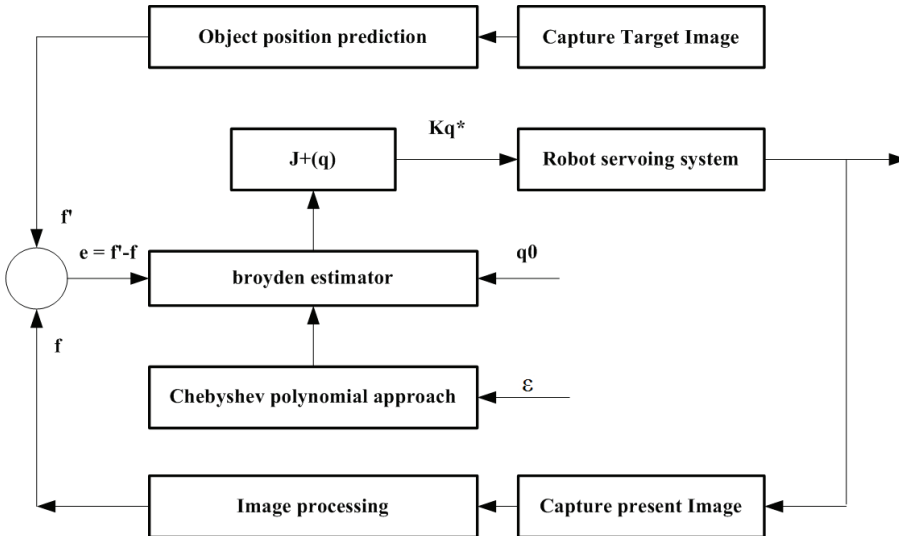 Object position prediction
Capture Target Image
Kq*
J+(q)
Robot servoing system
f'
e = f'-f
broyden estimator
q0
f
Chebyshev polynomial approach
ε
Image processing
Capture present Image